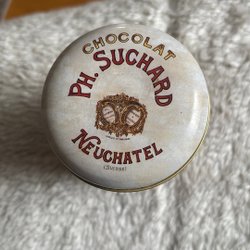 CHOCOLAT
PH. SUCHARD
NEUCHATEL
(SUISSE)